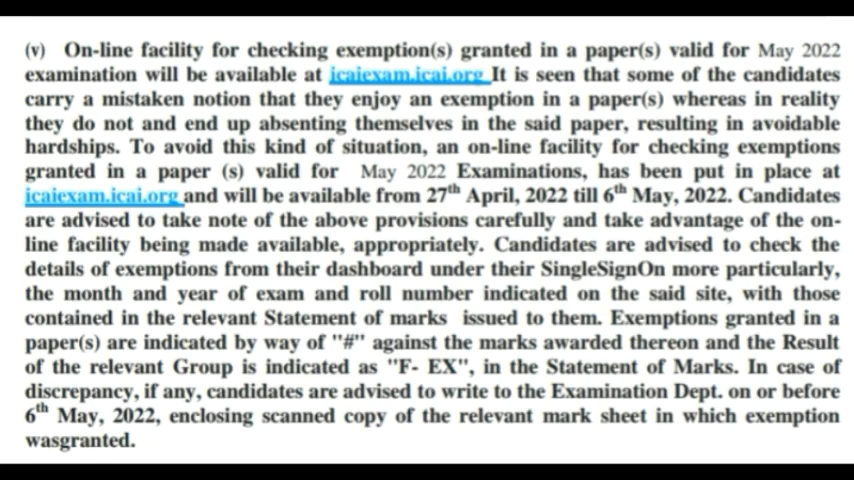 (v) On-line facility for checking exemption(s) granted in a paper(s) valid for May 2022
examination will be available at icaiexam.icai.org It is seen that some of the candidates
carry a mistaken notion that they enjoy an exemption in a paper(s) whereas in reality
they do not and end up absenting themselves in the said paper, resulting in avoidable
hardships. To avoid this kind of situation, an on-line facility for checking exemptions
granted in a paper (s) valid for May 2022 Examinations, has been put in place at
icaiexam.icai.org and will be available from 27th April, 2022 till 6th May, 2022. Candidates
are advised to take note of the above provisions carefully and take advantage of the on-
line facility being made available, appropriately. Candidates are advised to check the
details of exemptions from their dashboard under their SingleSignOn more particularly,
the month and year of exam and roll number indicated on the said site, with those
contained in the relevant Statement of marks issued to them. Exemptions granted in a
paper(s) are indicated by way of "#" against the marks awarded thereon and the Result
of the relevant Group is indicated as "F- EX", in the Statement of Marks. In case of
discrepancy, if any, candidates are advised to write to the Examination Dept. on or before
6th May, 2022, enclosing scanned copy of the relevant mark sheet in which exemption
wasgranted.